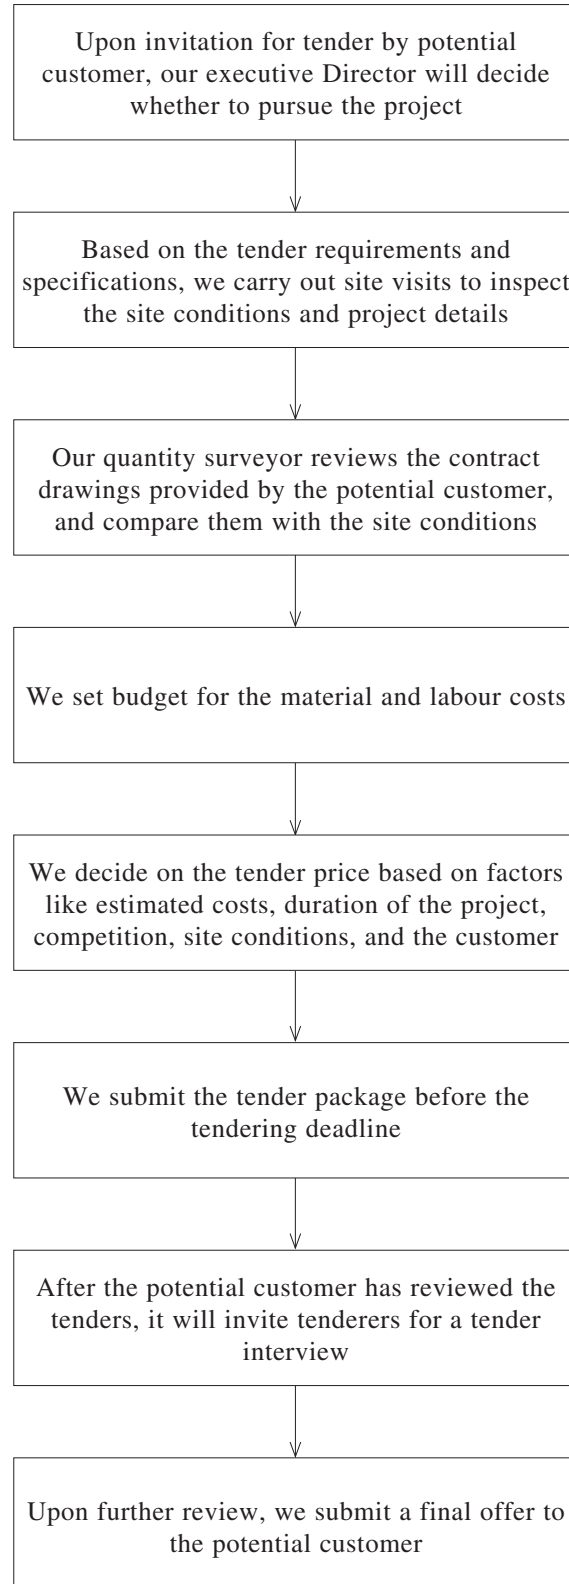 Upon invitation for tender by potential
customer, our executive Director will decide
whether to pursue the project
Based on the tender requirements and
specifications, we carry out site visits to inspect
the site conditions and project details
Our quantity surveyor reviews the contract
drawings provided by the potential customer,
and compare them with the site conditions
We set budget for the material and labour costs
We decide on the tender price based on factors
like estimated costs, duration of the project,
competition, site conditions, and the customer
We submit the tender package before the
tendering deadline
After the potential customer has reviewed the
tenders, it will invite tenderers for a tender
interview
Upon further review, we submit a final offer to
the potential customer